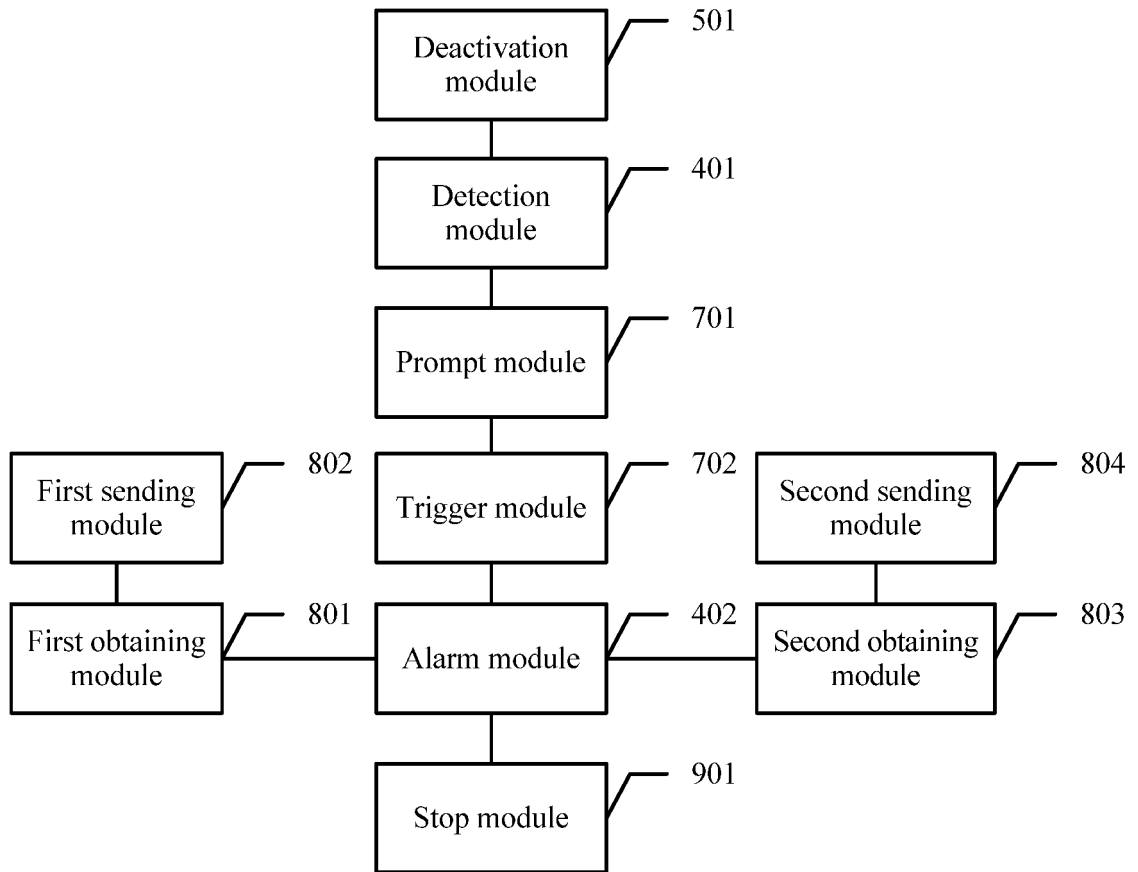 Deactivation
module
501
Detection
module
401
Prompt module
701
First sending
module
802
Trigger module
702
Second sending
module
804
First obtaining
module
801
Alarm module
402
Second obtaining
module
803
Stop module
901